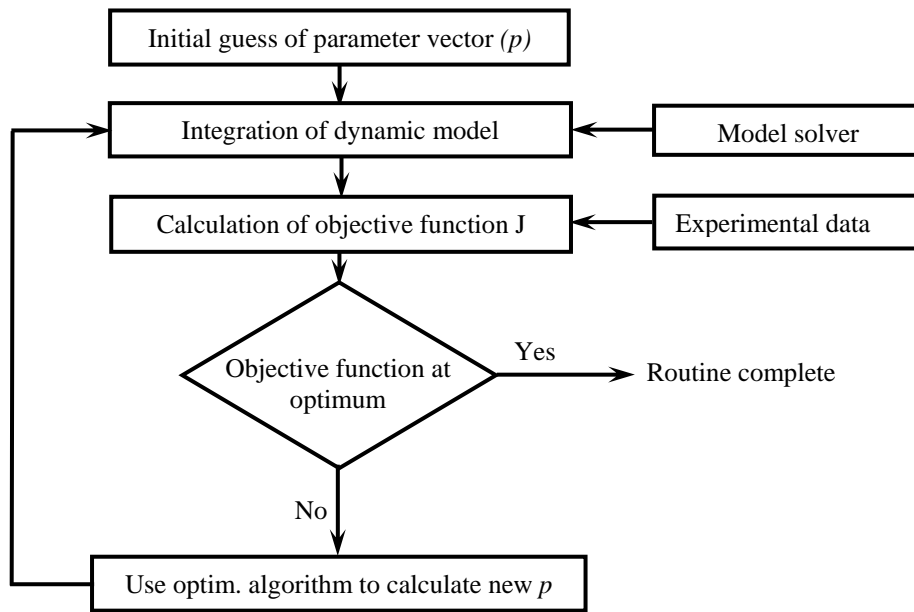 Initial guess of parameter vector (p)
Integration of dynamic model
Model solver
Calculation of objective function J
Experimental data
Objective function at
optimum
Yes
Routine complete
No
Use optim. algorithm to calculate new p